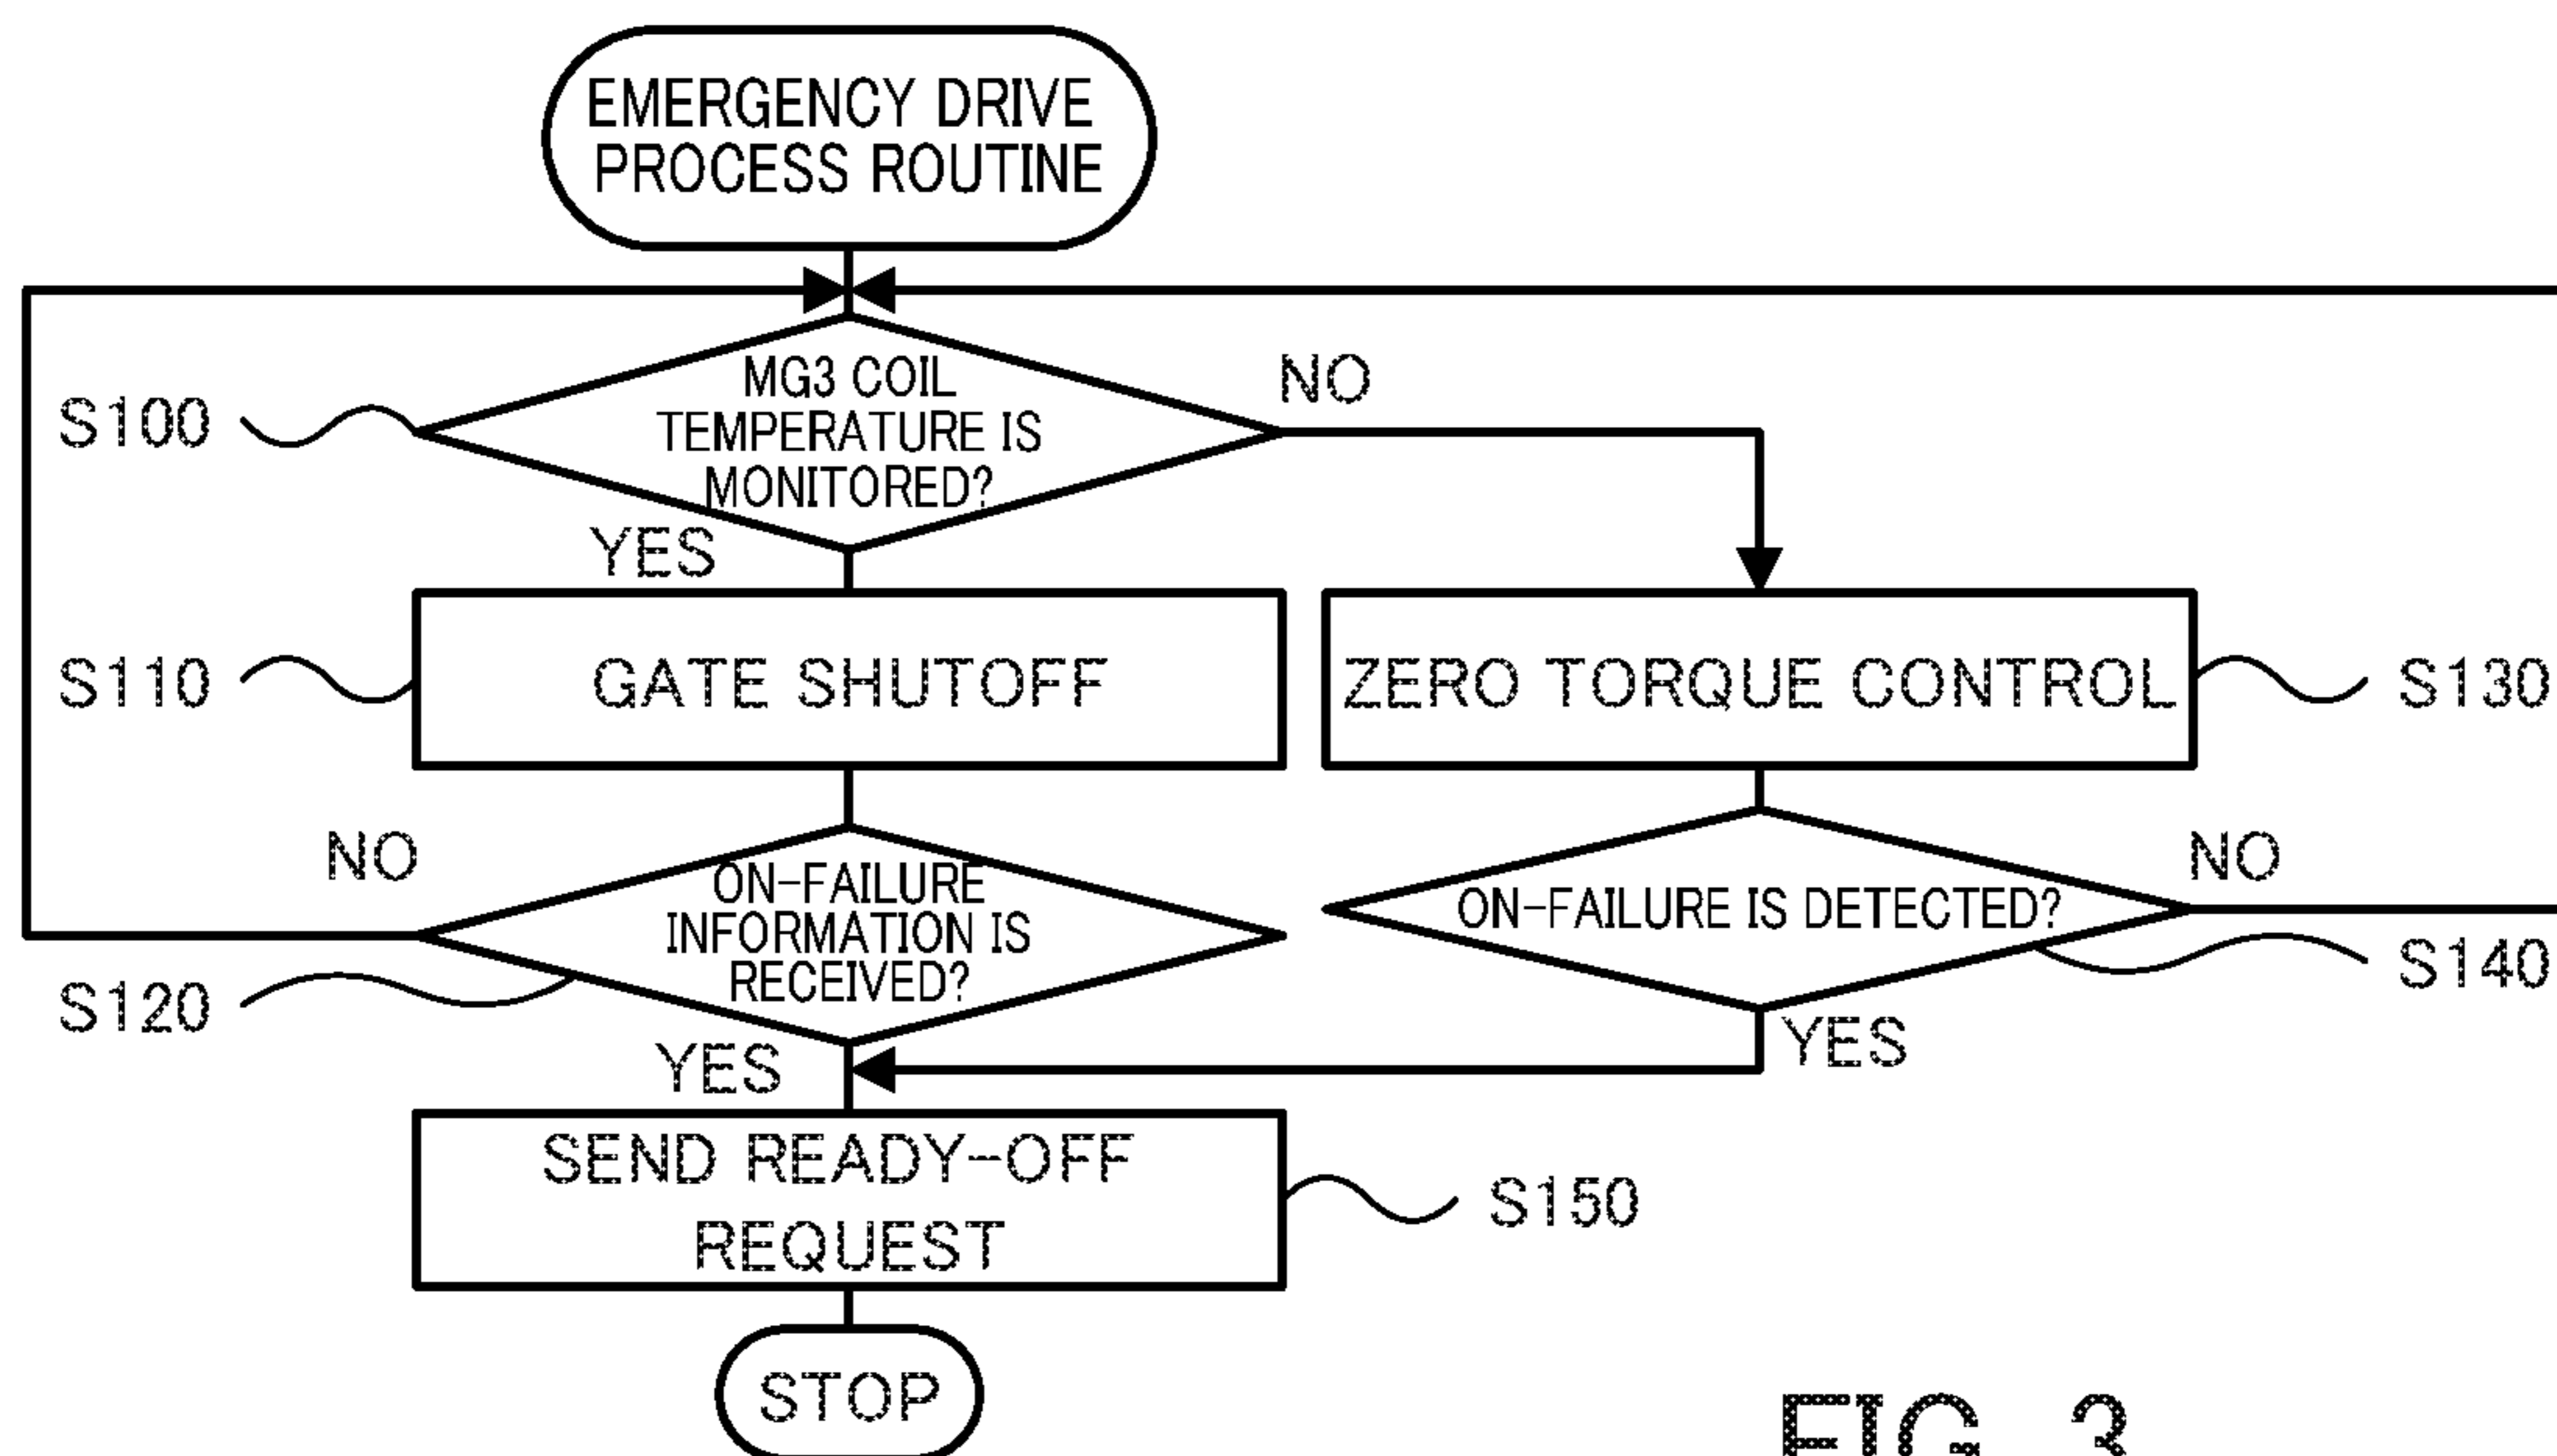 EMERGENCY DRIVE
PROCESS ROUTINE
MG3 COIL
TEMPERATURE IS
MONITORED?
NO
S100
YES
GATE SHUTOFF
S110
ZERO TORQUE CONTROL
S130
NO
ON-FAILURE
INFORMATION IS
RECEIVED?
S120
ON-FAILURE IS DETECTED?
NO
S140
YES
YES
SEND READY-OFF
REQUEST
S150
STOP
FIG. 3